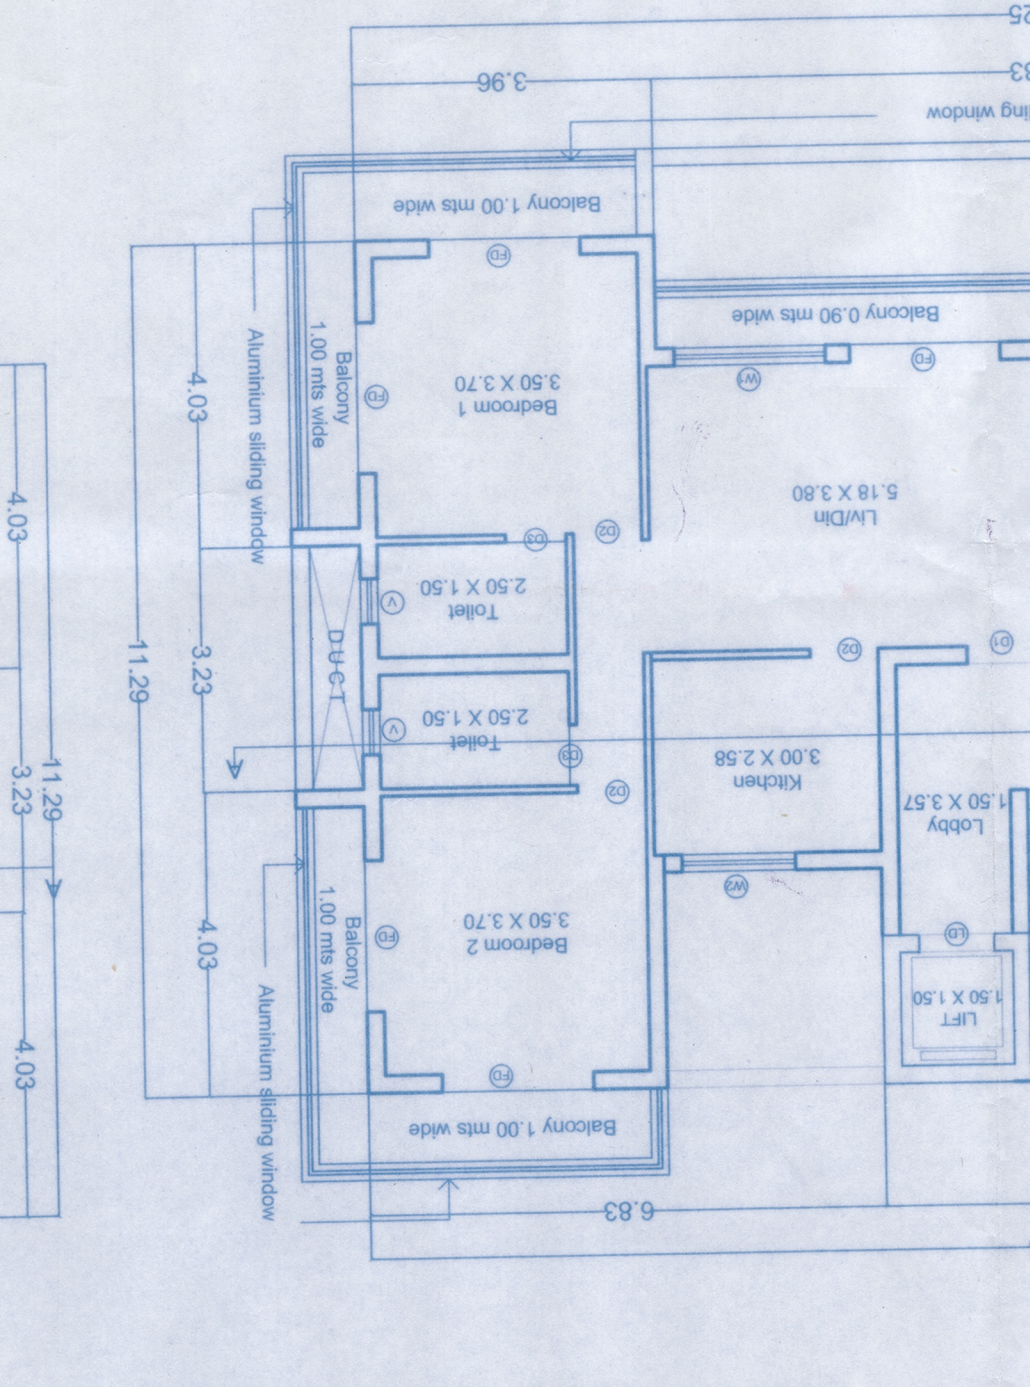 25
3.96
83
ling window
Balcony 1.00 mts wide
Balcony 0.90 mts wide
FD
FD
W1
Aluminium sliding window
Balcony
1.00 mts wide
FD
Bedroom 1
3.50 X 3.70
Liv/Din
5.18 X 3.80
4.03
4.03
D3
D2
Toilet
2.50 X 1.50
V
DUCT
D2
D1
11.29
3.23
Toilet
2.50 X 1.50
V
D3
D2
Kitchen
3.00 X 2.58
Lobby
1.50 X 3.57
11.29
3.23
W2
Bedroom 2
3.50 X 3.70
Balcony
1.00 mts wide
FD
LD
LIFT
1.50 X 1.50
4.03
4.03
Aluminium sliding window
FD
Balcony 1.00 mts wide
6.83